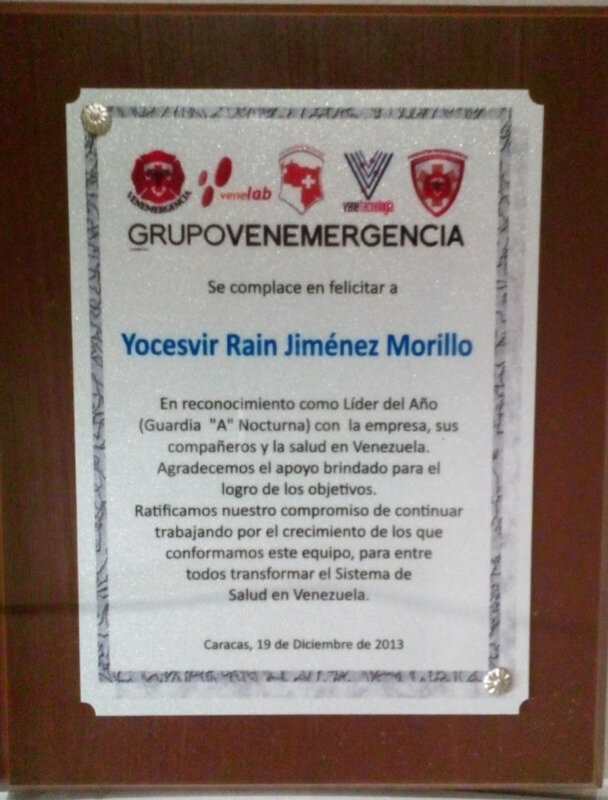 VENEMERGENCIA
venelab
venetecnología
GRUPOVENEMERGENCIA
Se complace en felicitar a
Yocesvir Rain Jiménez Morillo
En reconocimiento como Líder del Año
(Guardia "A" Nocturna) con la empresa, sus
compañeros y la salud en Venezuela.
Agradecemos el apoyo brindado para el
logro de los objetivos.
Ratificamos nuestro compromiso de continuar
trabajando por el crecimiento de los que
conformamos este equipo, para entre
todos transformar el Sistema de
Salud en Venezuela.
Caracas, 19 de Diciembre de 2013